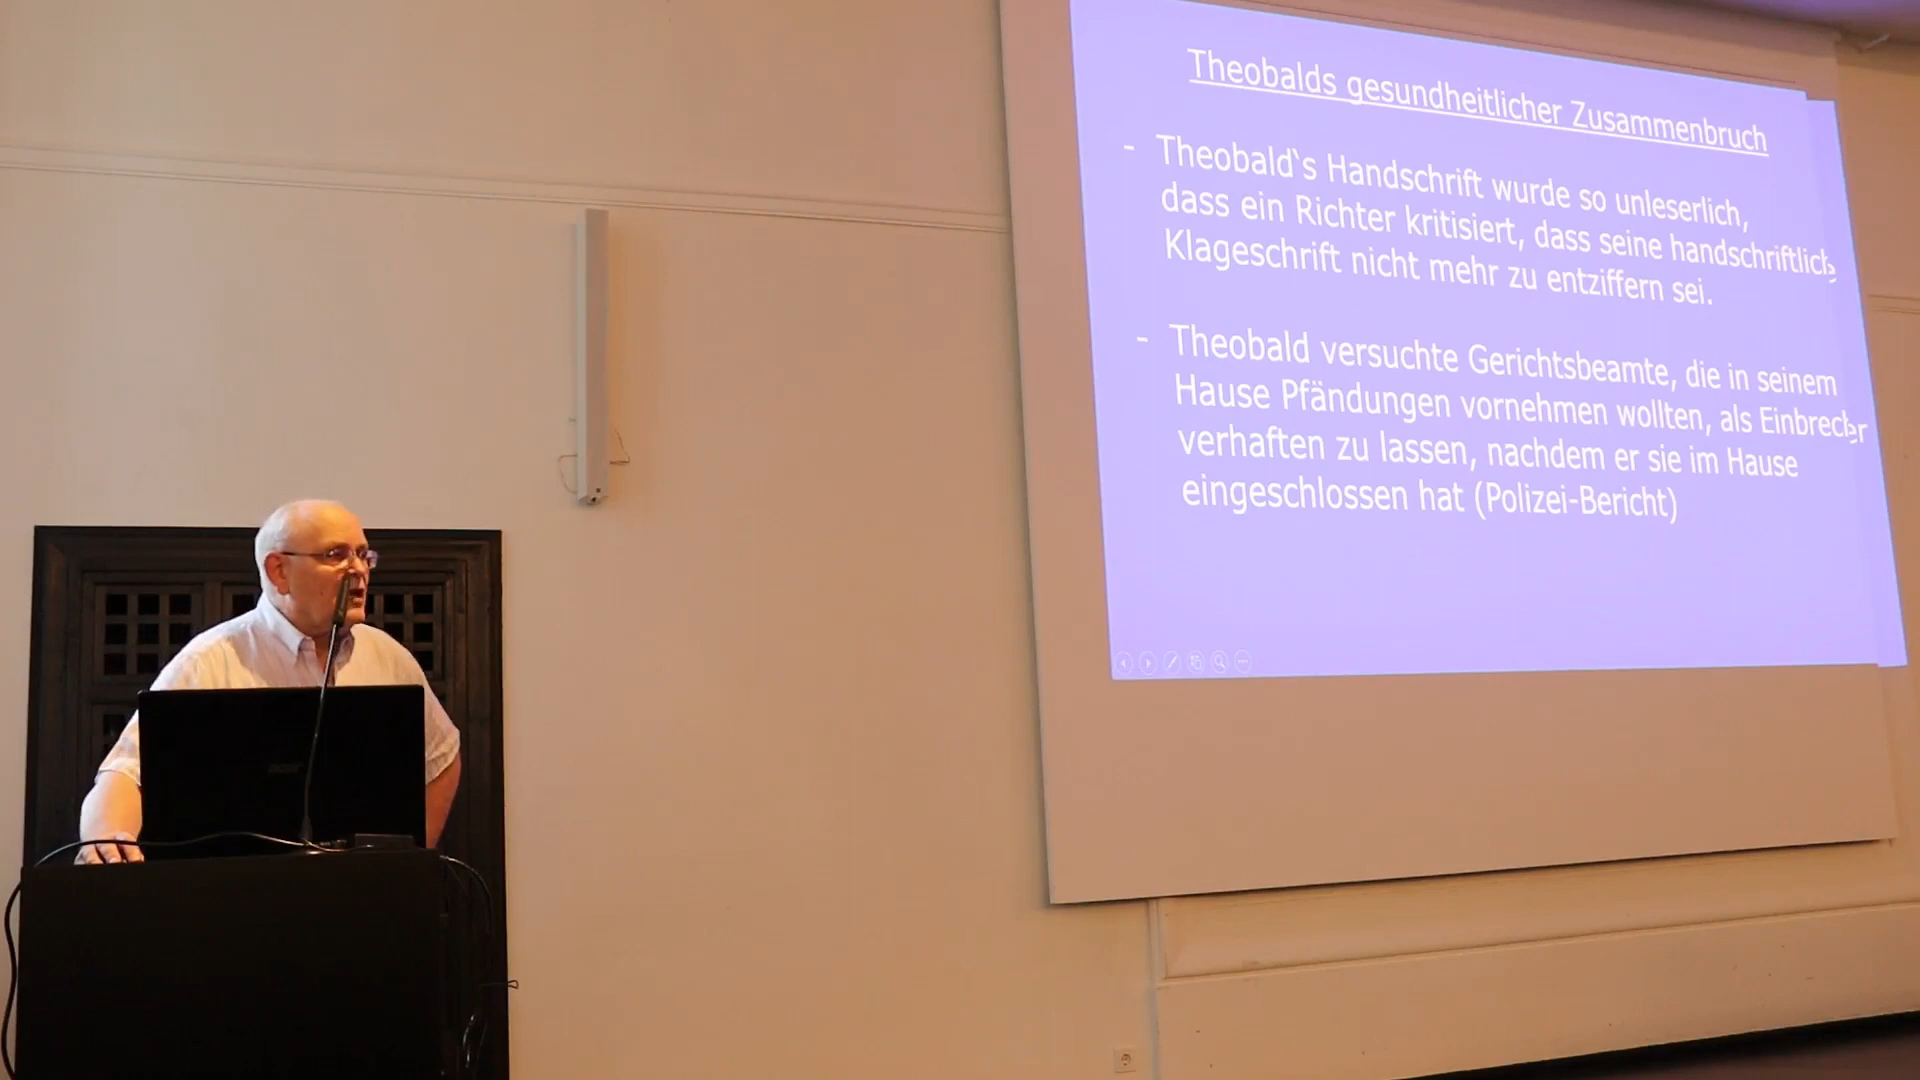 Theobalds gesundheitlicher Zusammenbruch
- Theobald`s Handschrift wurde so unleserlich,
dass ein Richter kritisiert, dass seine
Klageschrift nicht mehr zu entziffern sei.
- Theobald versuchte Gerichtsbeamte, die in seinem
Hause Pfändungen vornehmen wollten, als Einbrecher
verhaften zu lassen, nachdem er sie im Hause
eingeschlossen hat (Polizei-Bericht)
acer